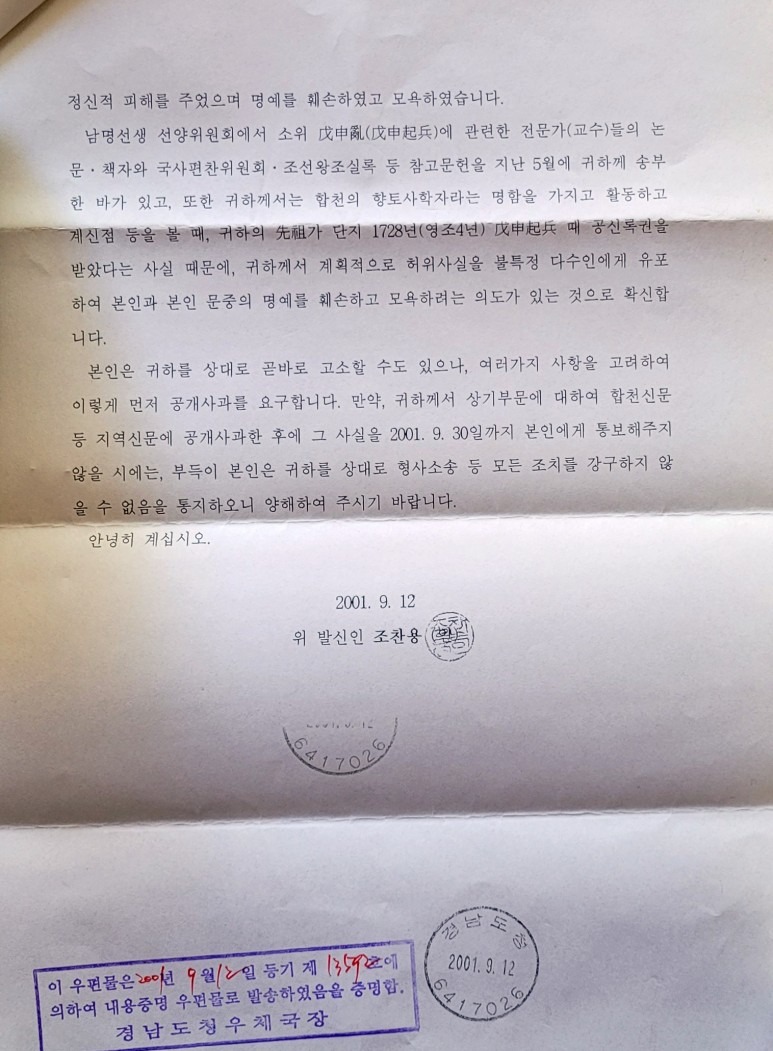 정신적 피해를 주었으며 명예를 훼손하였고 모욕하였습니다.
남명선생 선양위원회에서 소위 戊申亂(戊申起兵)에 관련한 전문가(교수)들의 논
문·책자와 국사편찬위원회·조선왕조실록 등 참고문헌을 지난 5월에 귀하께 송부
한 바가 있고, 또한 귀하께서는 합천의 향토사학자라는 명함을 가지고 활동하고
계신점 등을 볼 때, 귀하의 先祖가 단지 1728년(영조4년) 戊申起兵 때 공신록권을
받았다는 사실 때문에, 귀하께서 계획적으로 허위사실을 불특정 다수인에게 유포
하여 본인과 본인 문중의 명예를 훼손하고 모욕하려는 의도가 있는 것으로 확신합
니다.
본인은 귀하를 상대로 곧바로 고소할 수도 있으나, 여러가지 사항을 고려하여
이렇게 먼저 공개사과를 요구합니다. 만약, 귀하께서 상기부문에 대하여 합천신문
등 지역신문에 공개사과한 후에 그 사실을 2001. 9. 30일까지 본인에게 통보해주지
않을 시에는, 부득이 본인은 귀하를 상대로 형사소송 등 모든 조치를 강구하지 않
을 수 없음을 통지하오니 양해하여 주시기 바랍니다.
안녕히 계십시오.
2001. 9. 12
위 발신인 조찬용
2001. 9. 12
6417026
경남도청
2001. 9. 12
6417026
이 우편물은 2001년 9월 12일 등기 제 13592호에
의하여 내용증명 우편물로 발송하였음을 증명함.
경남도청우체국장